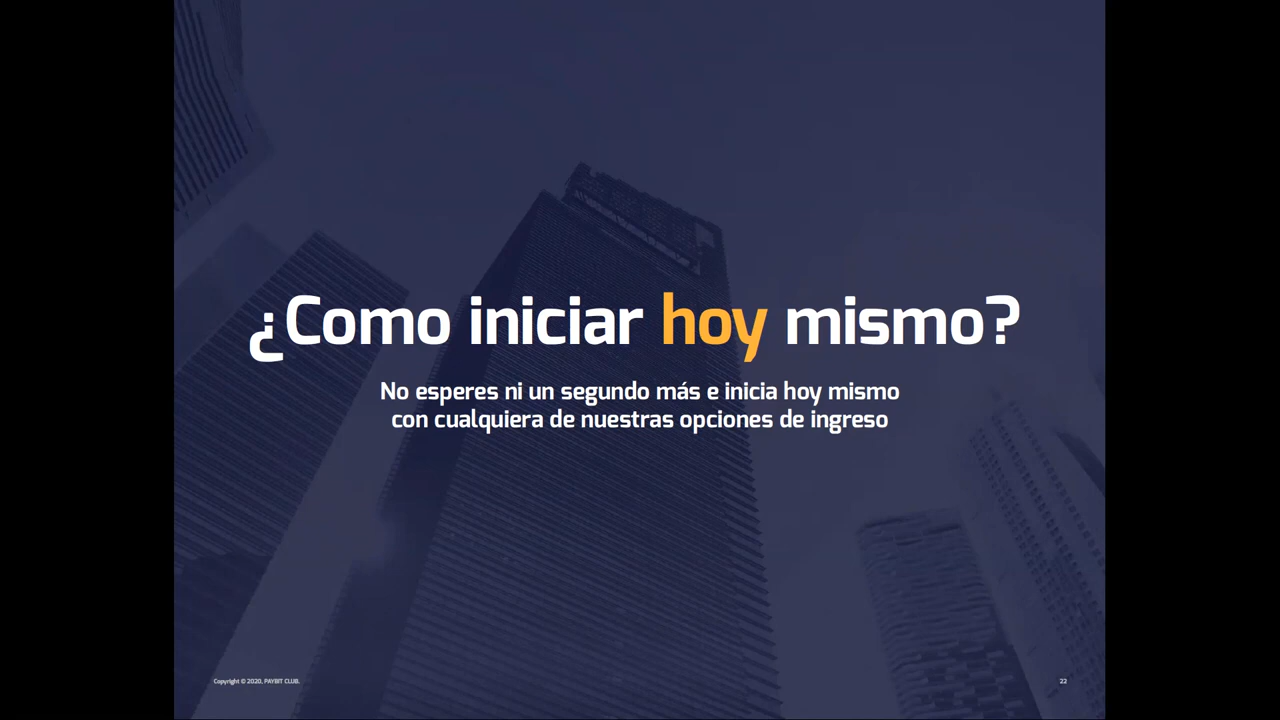 ¿Como iniciar hoy mismo?
No esperes ni un segundo más e inicia hoy mismo
con cualquiera de nuestras opciones de ingreso
Copyright © 2020, PAYBIT CLUB.
22